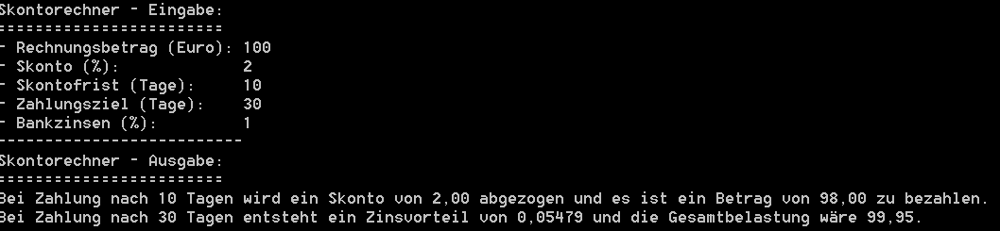 Skontorechner - Eingabe:
========================
- Rechnungsbetrag (Euro): 100
- Skonto (%): 2
- Skontofrist (Tage): 10
- Zahlungsziel (Tage): 30
- Bankzinsen (%): 1
--------------------------
Skontorechner - Ausgabe:
========================
Bei Zahlung nach 10 Tagen wird ein Skonto von 2,00 abgezogen und es ist ein Betrag von 98,00 zu bezahlen.
Bei Zahlung nach 30 Tagen entsteht ein Zinsvorteil von 0,05479 und die Gesamtbelastung wäre 99,95.